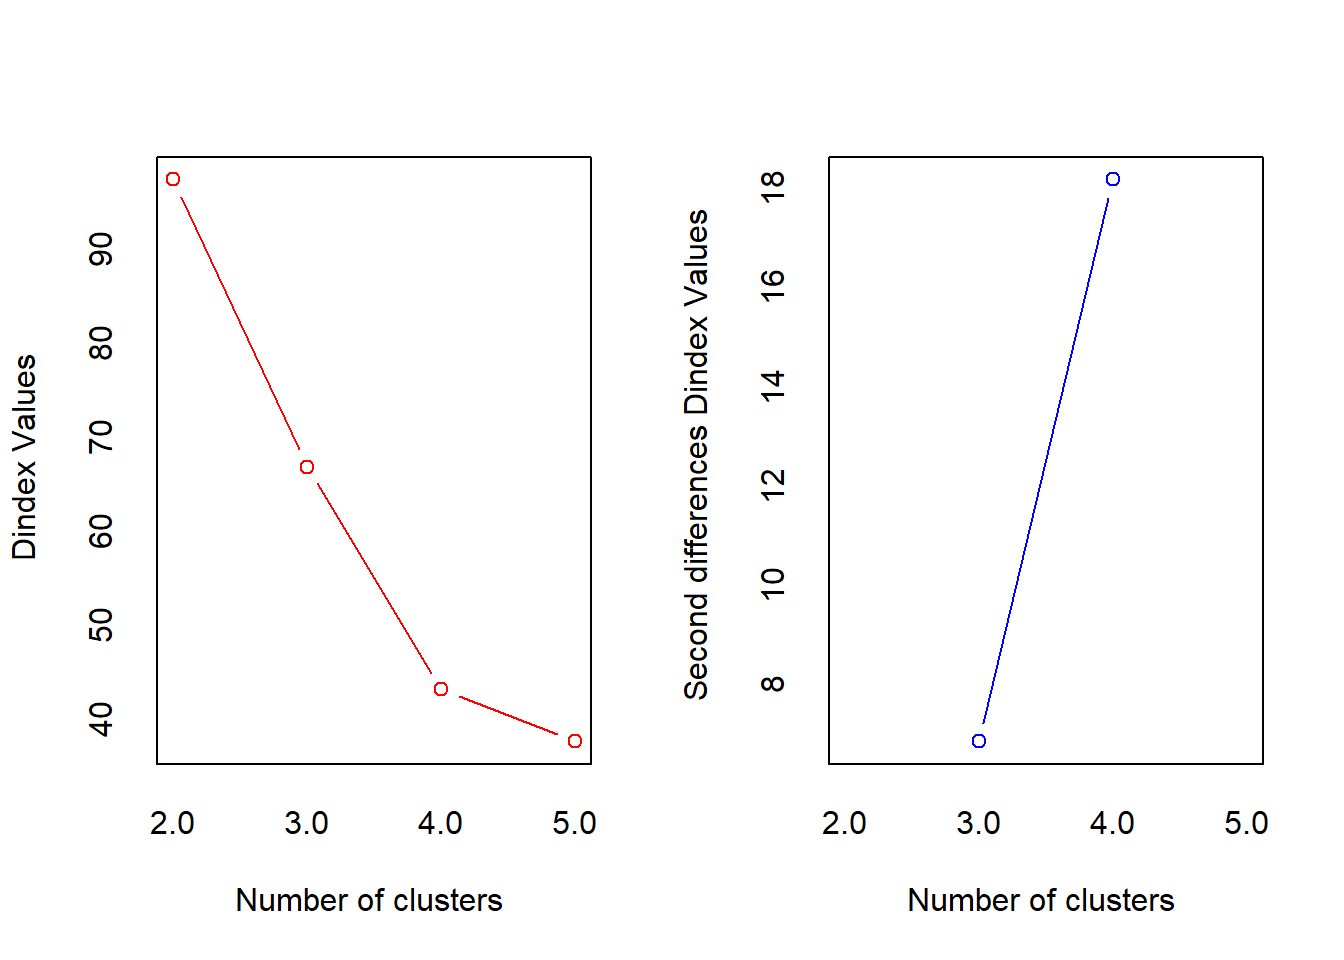 Dindex Values
90
80
70
60
50
40
2.0 3.0 4.0 5.0
Number of clusters
Second differences Dindex Values
18
16
14
12
10
8
2.0 3.0 4.0 5.0
Number of clusters